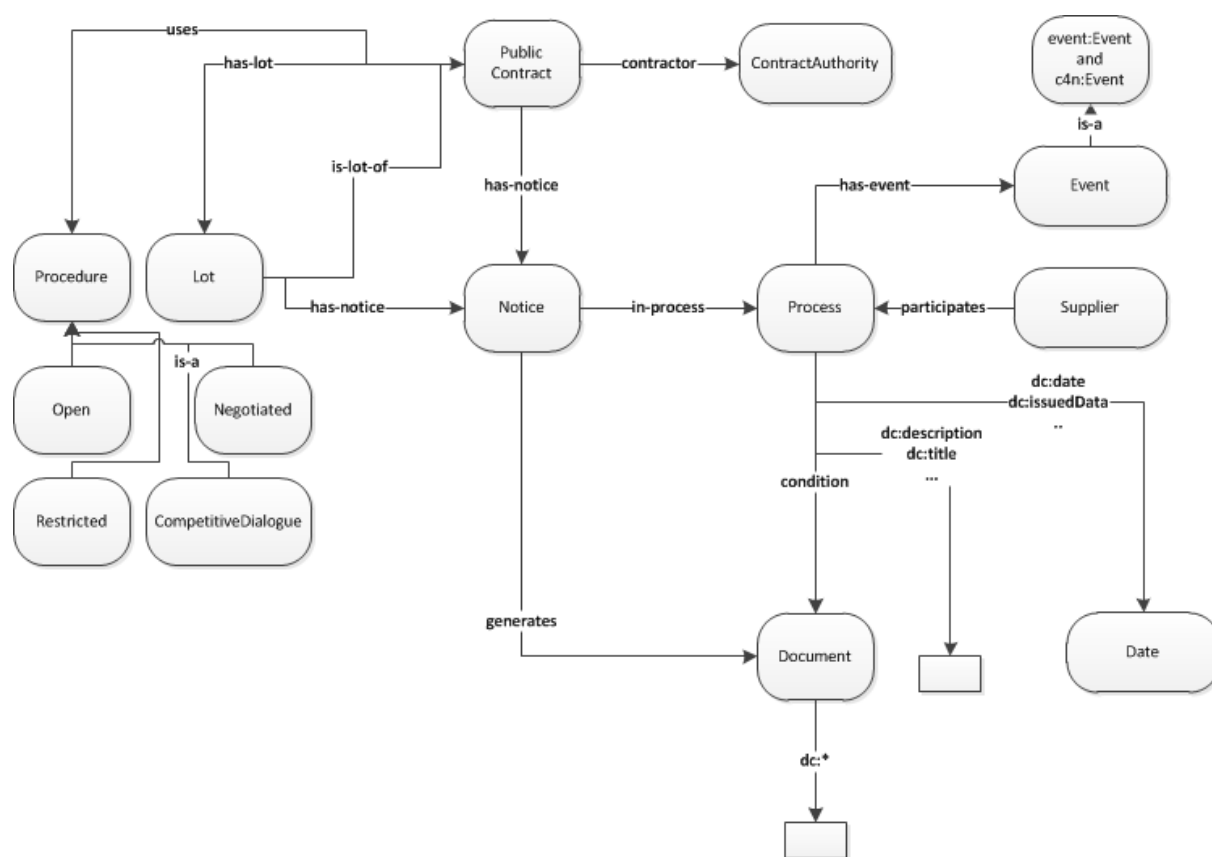 uses
has-lot
Public
Contract
contractor
ContractAuthority
event:Event
and
c4n:Event
is-a
is-lot-of
has-notice
has-event
Event
Procedure
Lot
has-notice
Notice
in-process
Process
participates
Supplier
is-a
Open
Negotiated
dc:date
dc:issuedData
..
dc:description
dc:title
...
condition
Restricted
CompetitiveDialogue
generates
Document
Date
dc:*